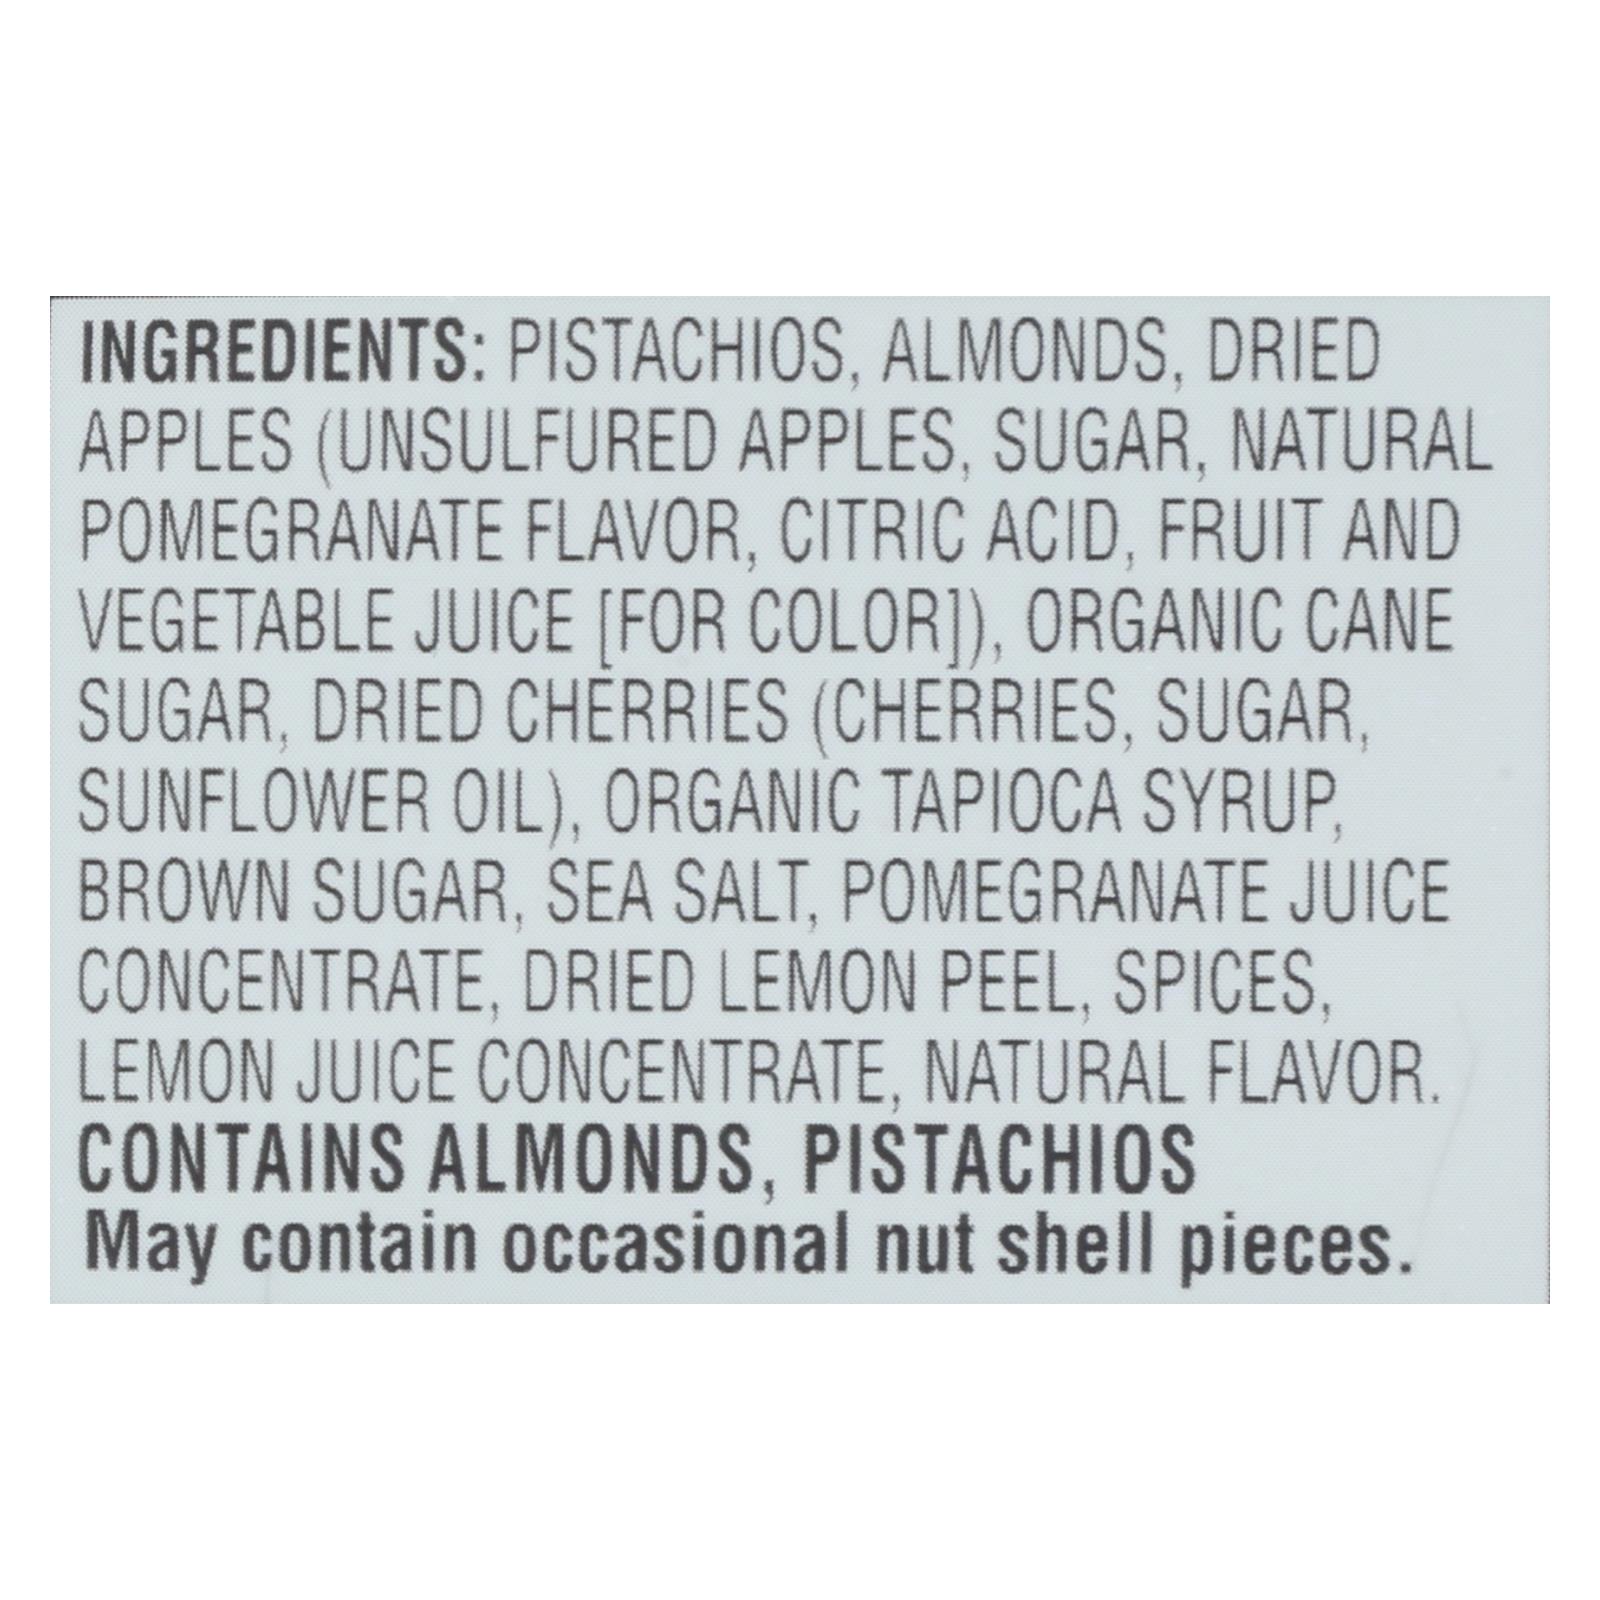 INGREDIENTS: PISTACHIOS, ALMONDS, DRIED
APPLES (UNSULFURED APPLES, SUGAR, NATURAL
POMEGRANATE FLAVOR, CITRIC ACID, FRUIT AND
VEGETABLE JUICE [FOR COLOR]), ORGANIC CANE
SUGAR, DRIED CHERRIES (CHERRIES, SUGAR,
SUNFLOWER OIL), ORGANIC TAPIOCA SYRUP,
BROWN SUGAR, SEA SALT, POMEGRANATE JUICE
CONCENTRATE, DRIED LEMON PEEL, SPICES,
LEMON JUICE CONCENTRATE, NATURAL FLAVOR.
CONTAINS ALMONDS, PISTACHIOS
May contain occasional nut shell pieces.